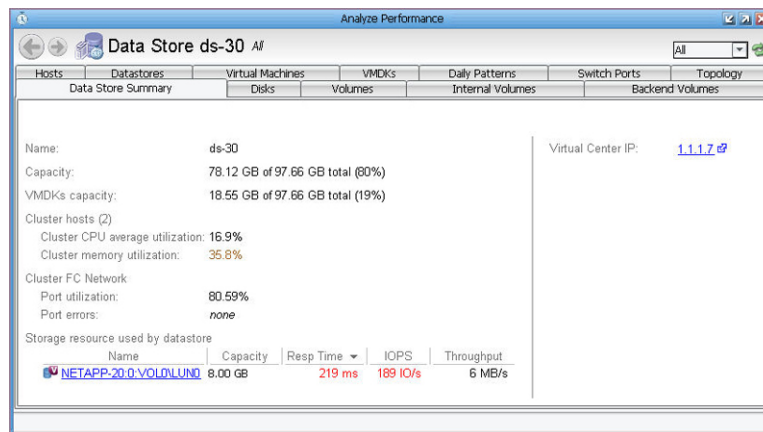 Analyze Performance
Data Store ds-30 All
All
Hosts Datastores Virtual Machines VMDKs Daily Patterns Switch Ports Topology
Data Store Summary Disks Volumes Internal Volumes Backend Volumes
Name: ds-30 Virtual Center IP: 1.1.1.7
Capacity: 78.12 GB of 97.66 GB total (80%)
VMDKs capacity: 18.55 GB of 97.66 GB total (19%)
Cluster hosts (2)
Cluster CPU average utilization: 16.9%
Cluster memory utilization: 35.8%
Cluster FC Network
Port utilization: 80.59%
Port errors: none
Storage resource used by datastore
Name Capacity Resp Time IOPS Throughput
NETAPP-20:0:VOL0\LUN0 8.00 GB 219 ms 189 IO/s 6 MB/s